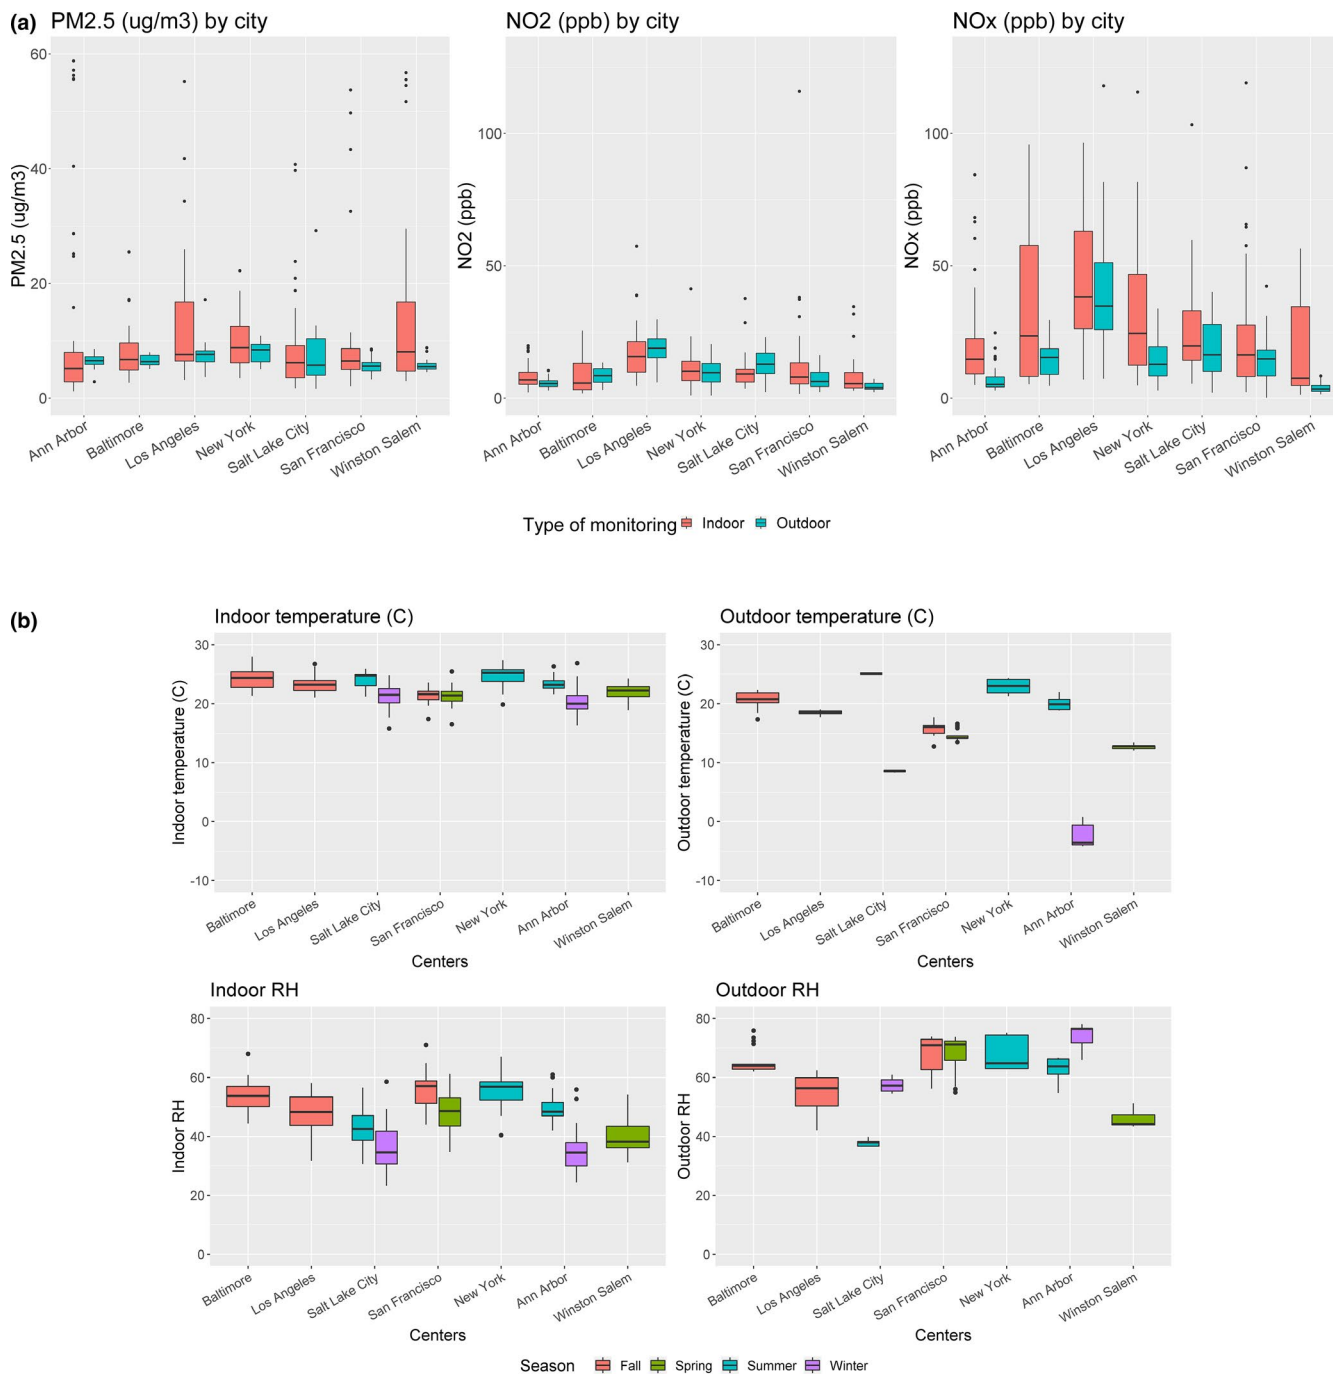 (a)
PM2.5 (ug/m3) by city
NO2 (ppb) by city
NOx (ppb) by city
PM2.5 (ug/m3)
60
40
20
0
Ann Arbor
Baltimore
Los Angeles
New York
Salt Lake City
San Francisco
Winston Salem
NO2 (ppb)
100
50
0
Ann Arbor
Baltimore
Los Angeles
New York
Salt Lake City
San Francisco
Winston Salem
NOx (ppb)
100
50
0
Ann Arbor
Baltimore
Los Angeles
New York
Salt Lake City
San Francisco
Winston Salem
Type of monitoring Indoor Outdoor
(b)
Indoor temperature (C)
Indoor temperature (C)
30
20
10
0
-10
Baltimore
Los Angeles
Salt Lake City
San Francisco
New York
Ann Arbor
Winston Salem
Centers
Outdoor temperature (C)
Outdoor temperature (C)
30
20
10
0
-10
Baltimore
Los Angeles
Salt Lake City
San Francisco
New York
Ann Arbor
Winston Salem
Centers
Indoor RH
Indoor RH
80
60
40
20
0
Baltimore
Los Angeles
Salt Lake City
San Francisco
New York
Ann Arbor
Winston Salem
Centers
Outdoor RH
Outdoor RH
80
60
40
20
0
Baltimore
Los Angeles
Salt Lake City
San Francisco
New York
Ann Arbor
Winston Salem
Centers
Season Fall Spring Summer Winter